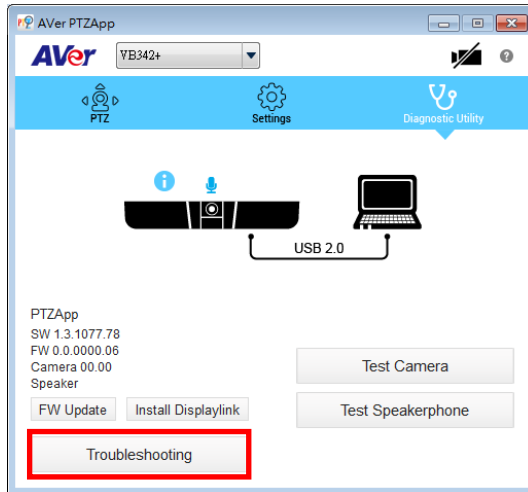 AVer PTZApp
AVer VB342+
?
PTZ Settings Diagnostic Utility
i
USB 2.0
PTZApp
SW 1.3.1077.78
FW 0.0.0000.06
Camera 00.00
Speaker
Test Camera
FW Update Install Displaylink Test Speakerphone
Troubleshooting